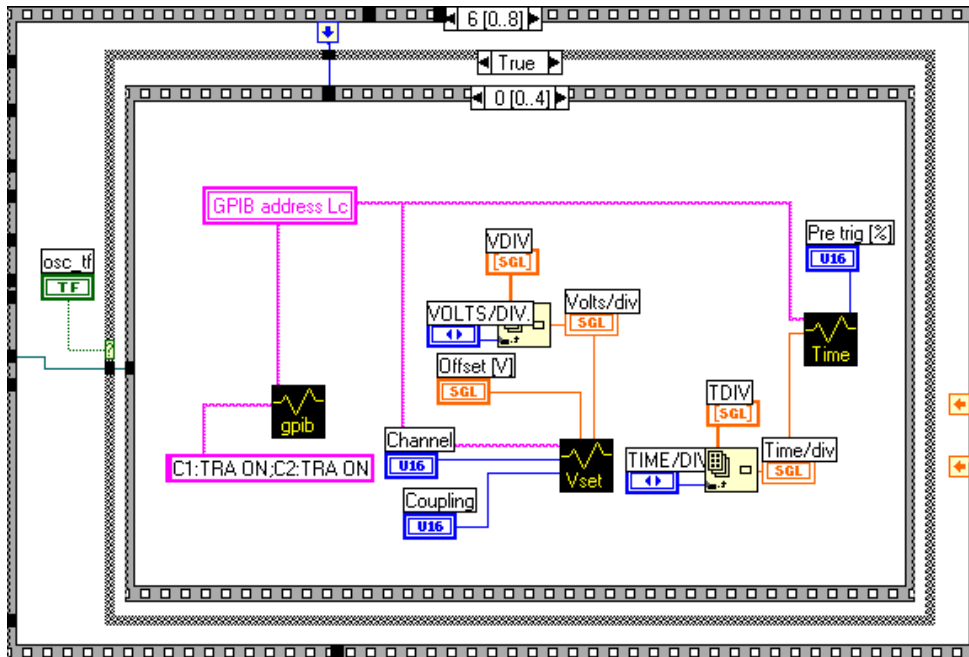 6 [0..8]
True
0 [0..4]
GPIB address Lc
Pre trig [%]
U16
VDIV
[SGL]
osc_tf
TF
VOLTS/DIV.
Volts/div
SGL
?
Time
Offset [V]
SGL
TDIV
[SGL]
gpib
Channel
U16
C1:TRA ON;C2:TRA ON
Vset
TIME/DIV
Time/div
SGL
Coupling
U16